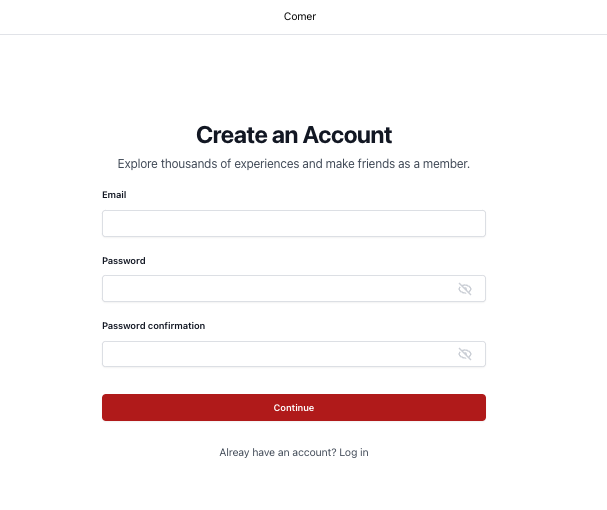 Comer
Create an Account
Explore thousands of experiences and make friends as a member.
Email
Password
Password confirmation
Continue
Alreay have an account? Log in